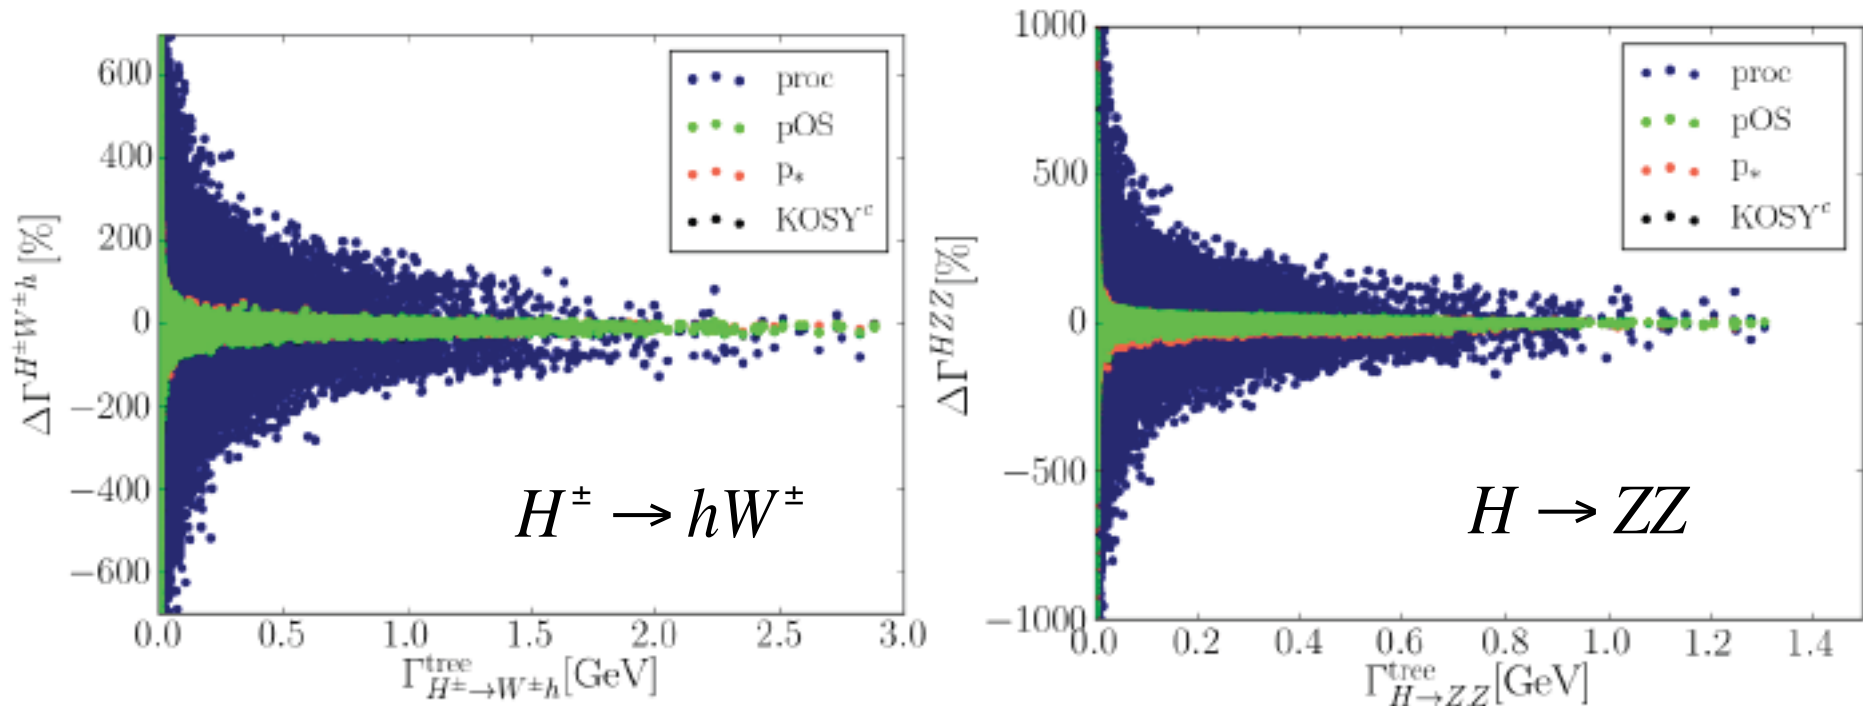 600
400
200
0
−200
−400
−600
0.0 0.5 1.0 1.5 2.0 2.5 3.0
ΔΓ^{H^±W^±h} [%]
Γ^{tree}_{H^±→W^±h}[GeV]
proc
pOS
p_*
KOSY^c
H^± → hW^±
1000
500
0
−500
−1000
0.0 0.2 0.4 0.6 0.8 1.0 1.2 1.4
ΔΓ^{HZZ}[%]
Γ^{tree}_{H→ZZ}[GeV]
proc
pOS
p_*
KOSY^c
H → ZZ